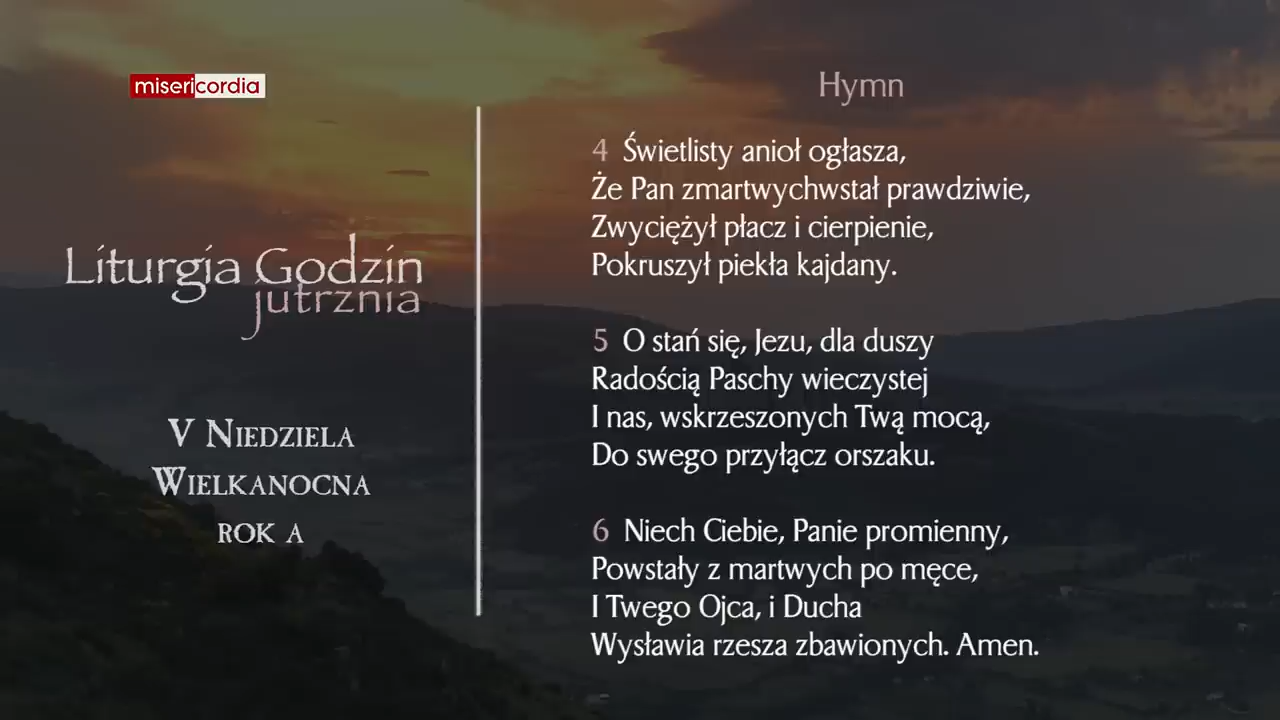 misericordia
Liturgia Godzin
jutrznia
V Niedziela
Wielkanocna
rok A
Hymn
4 Świetlisty anioł ogłasza,
Że Pan zmartwychwstał prawdziwie,
Zwyciężył płacz i cierpienie,
Pokruszył piekła kajdany.
5 O stań się, Jezu, dla duszy
Radością Paschy wieczystej
I nas, wskrzeszonych Twą mocą,
Do swego przyłącz orszaku.
6 Niech Ciebie, Panie promienny,
Powstały z martwych po męce,
I Twego Ojca, i Ducha
Wysławia rzesza zbawionych. Amen.